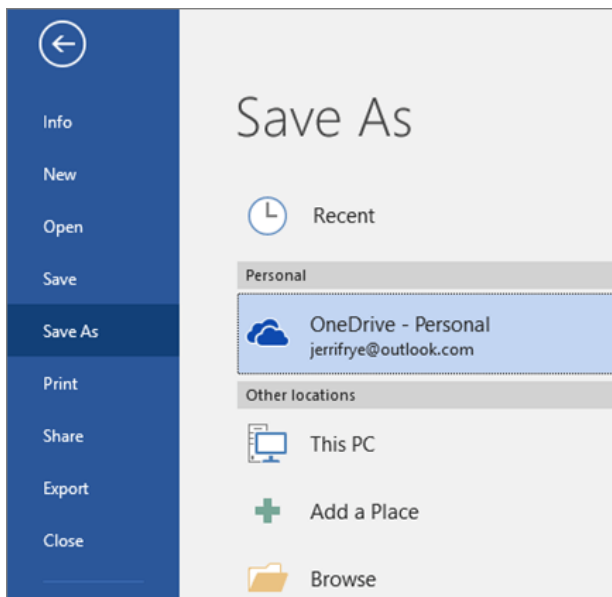 Info
New
Open
Save
Save As
Print
Share
Export
Close
Save As
Recent
Personal
OneDrive - Personal
jerrifrye@outlook.com
Other locations
This PC
Add a Place
Browse